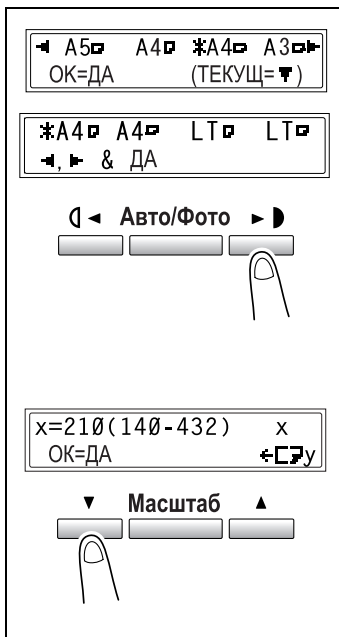 ◄ A5 A4 *A4 A3►
OK=ДА (ТЕКУЩ=▼)
*A4 A4 LT LT
◄, ► & ДА
◄ Авто/Фото ►
x=210(140-432) x
OK=ДА ←y
▼ Масштаб ▲